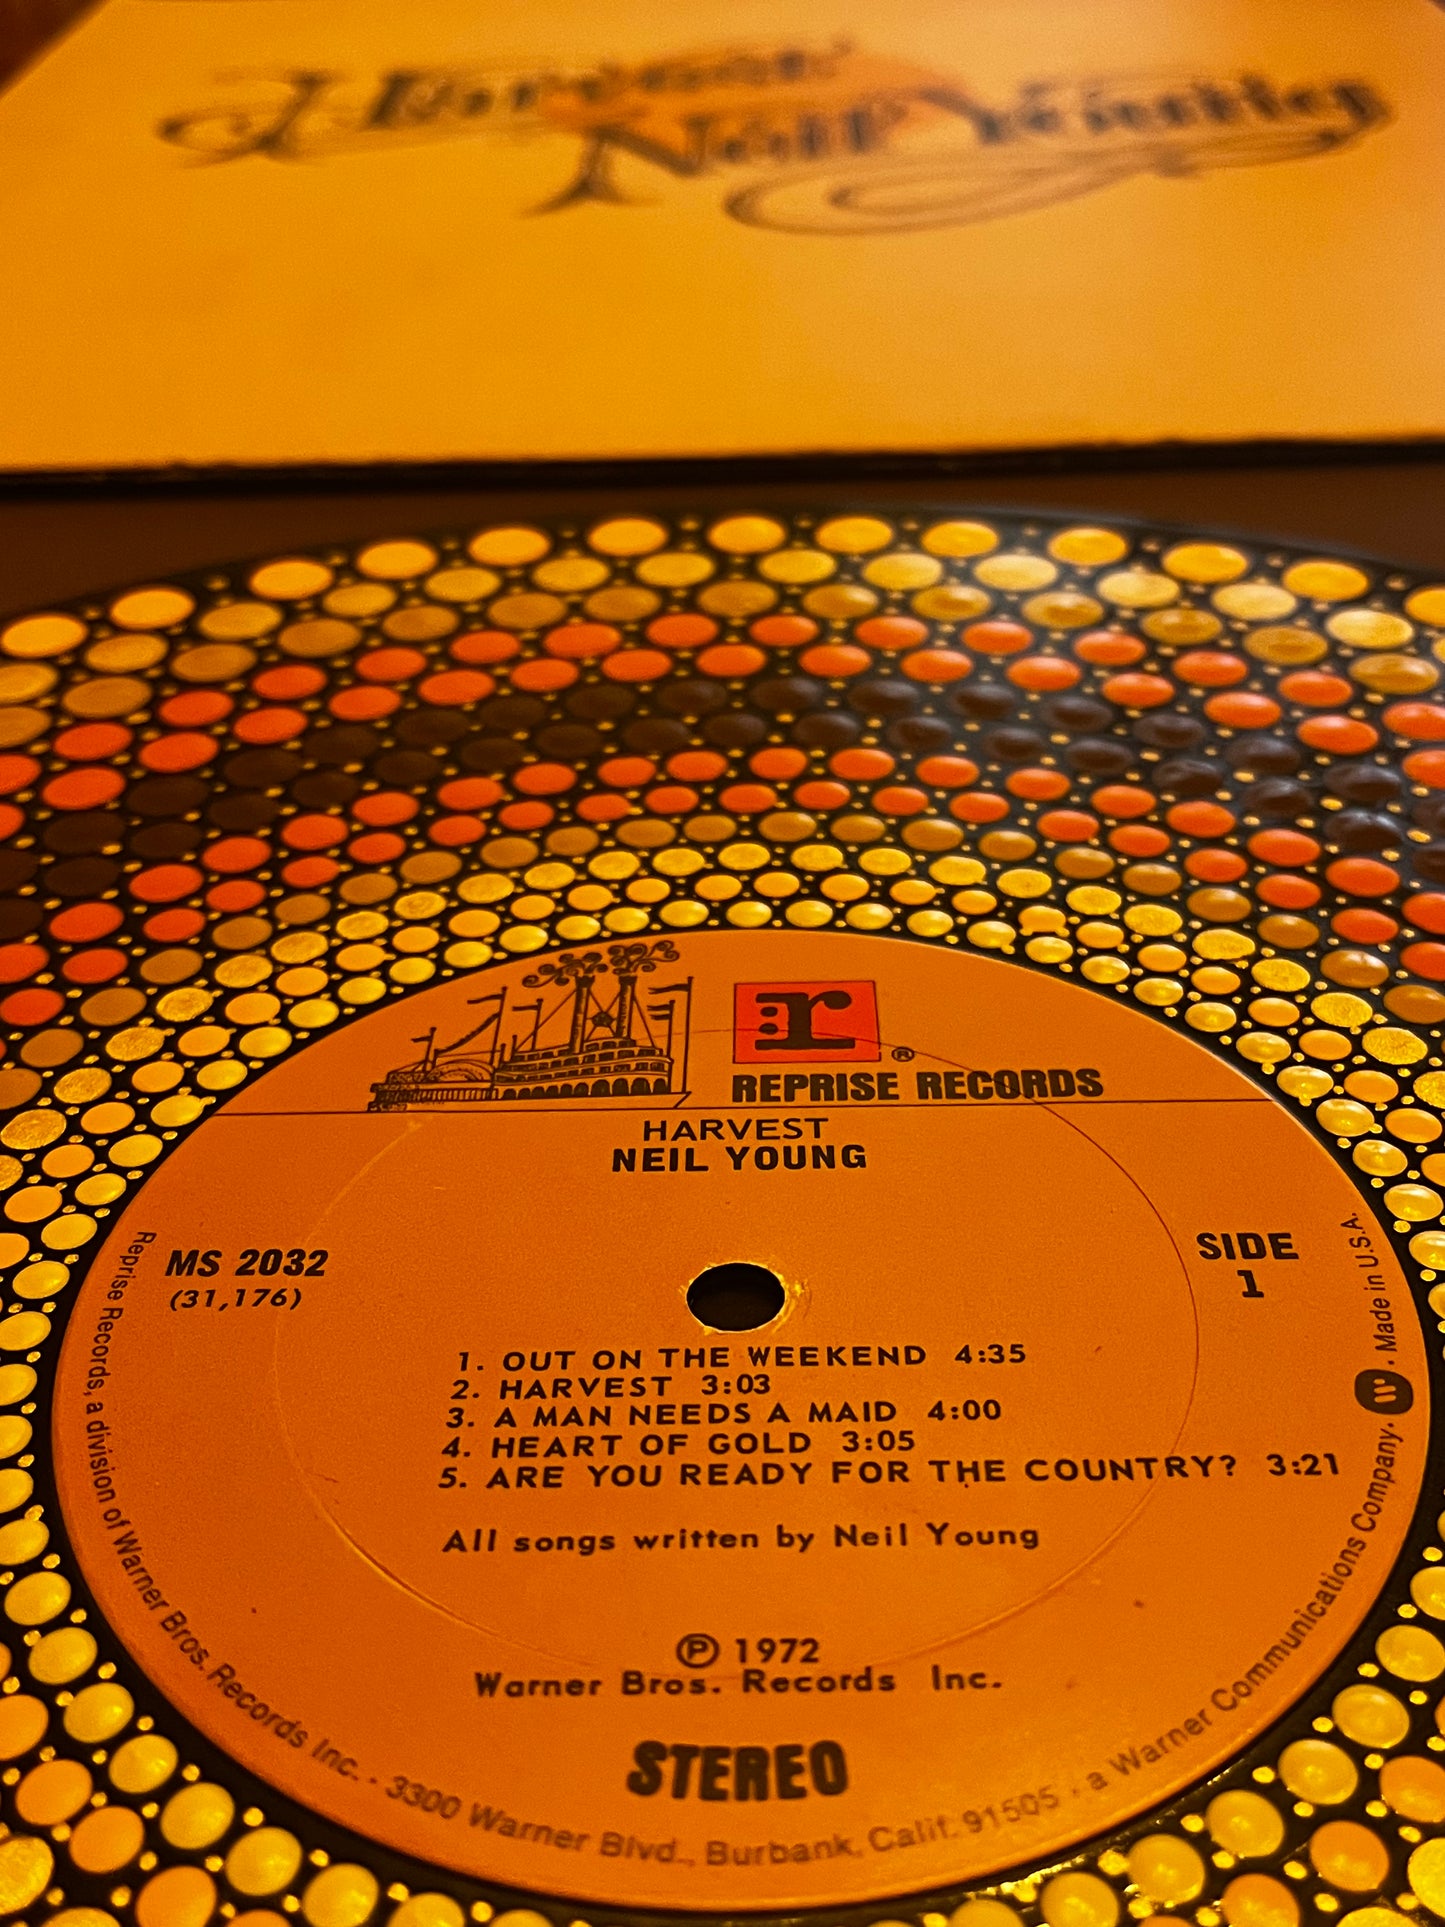 Harvest
Neil Young
r
®
REPRISE RECORDS
HARVEST
NEIL YOUNG
MS 2032
(31,176)
SIDE
1
1. OUT ON THE WEEKEND 4:35
2. HARVEST 3:03
3. A MAN NEEDS A MAID 4:00
4. HEART OF GOLD 3:05
5. ARE YOU READY FOR THE COUNTRY? 3:21
All songs written by Neil Young
Ⓟ 1972
Warner Bros. Records Inc.
STEREO
Reprise Records, a division of Warner Bros. Records Inc. · 3300 Warner Blvd., Burbank, Calif. 91505 · a Warner Communications Company. W · Made in U.S.A.